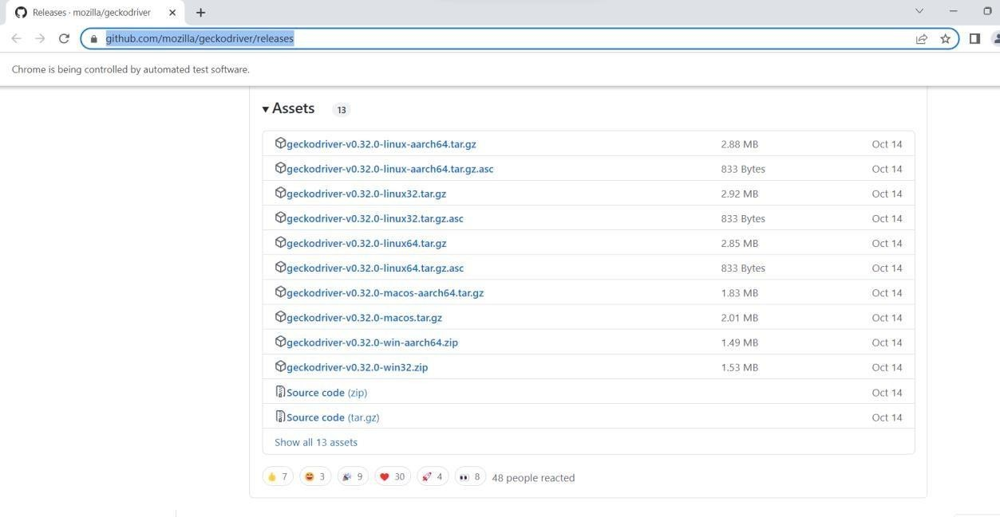 Releases · mozilla/geckodriver
github.com/mozilla/geckodriver/releases
Chrome is being controlled by automated test software.
Assets 13
geckodriver-v0.32.0-linux-aarch64.tar.gz 2.88 MB Oct 14
geckodriver-v0.32.0-linux-aarch64.tar.gz.asc 833 Bytes Oct 14
geckodriver-v0.32.0-linux32.tar.gz 2.92 MB Oct 14
geckodriver-v0.32.0-linux32.tar.gz.asc 833 Bytes Oct 14
geckodriver-v0.32.0-linux64.tar.gz 2.85 MB Oct 14
geckodriver-v0.32.0-linux64.tar.gz.asc 833 Bytes Oct 14
geckodriver-v0.32.0-macos-aarch64.tar.gz 1.83 MB Oct 14
geckodriver-v0.32.0-macos.tar.gz 2.01 MB Oct 14
geckodriver-v0.32.0-win-aarch64.zip 1.49 MB Oct 14
geckodriver-v0.32.0-win32.zip 1.53 MB Oct 14
Source code (zip) Oct 14
Source code (tar.gz) Oct 14
Show all 13 assets
7 3 9 30 4 8 48 people reacted